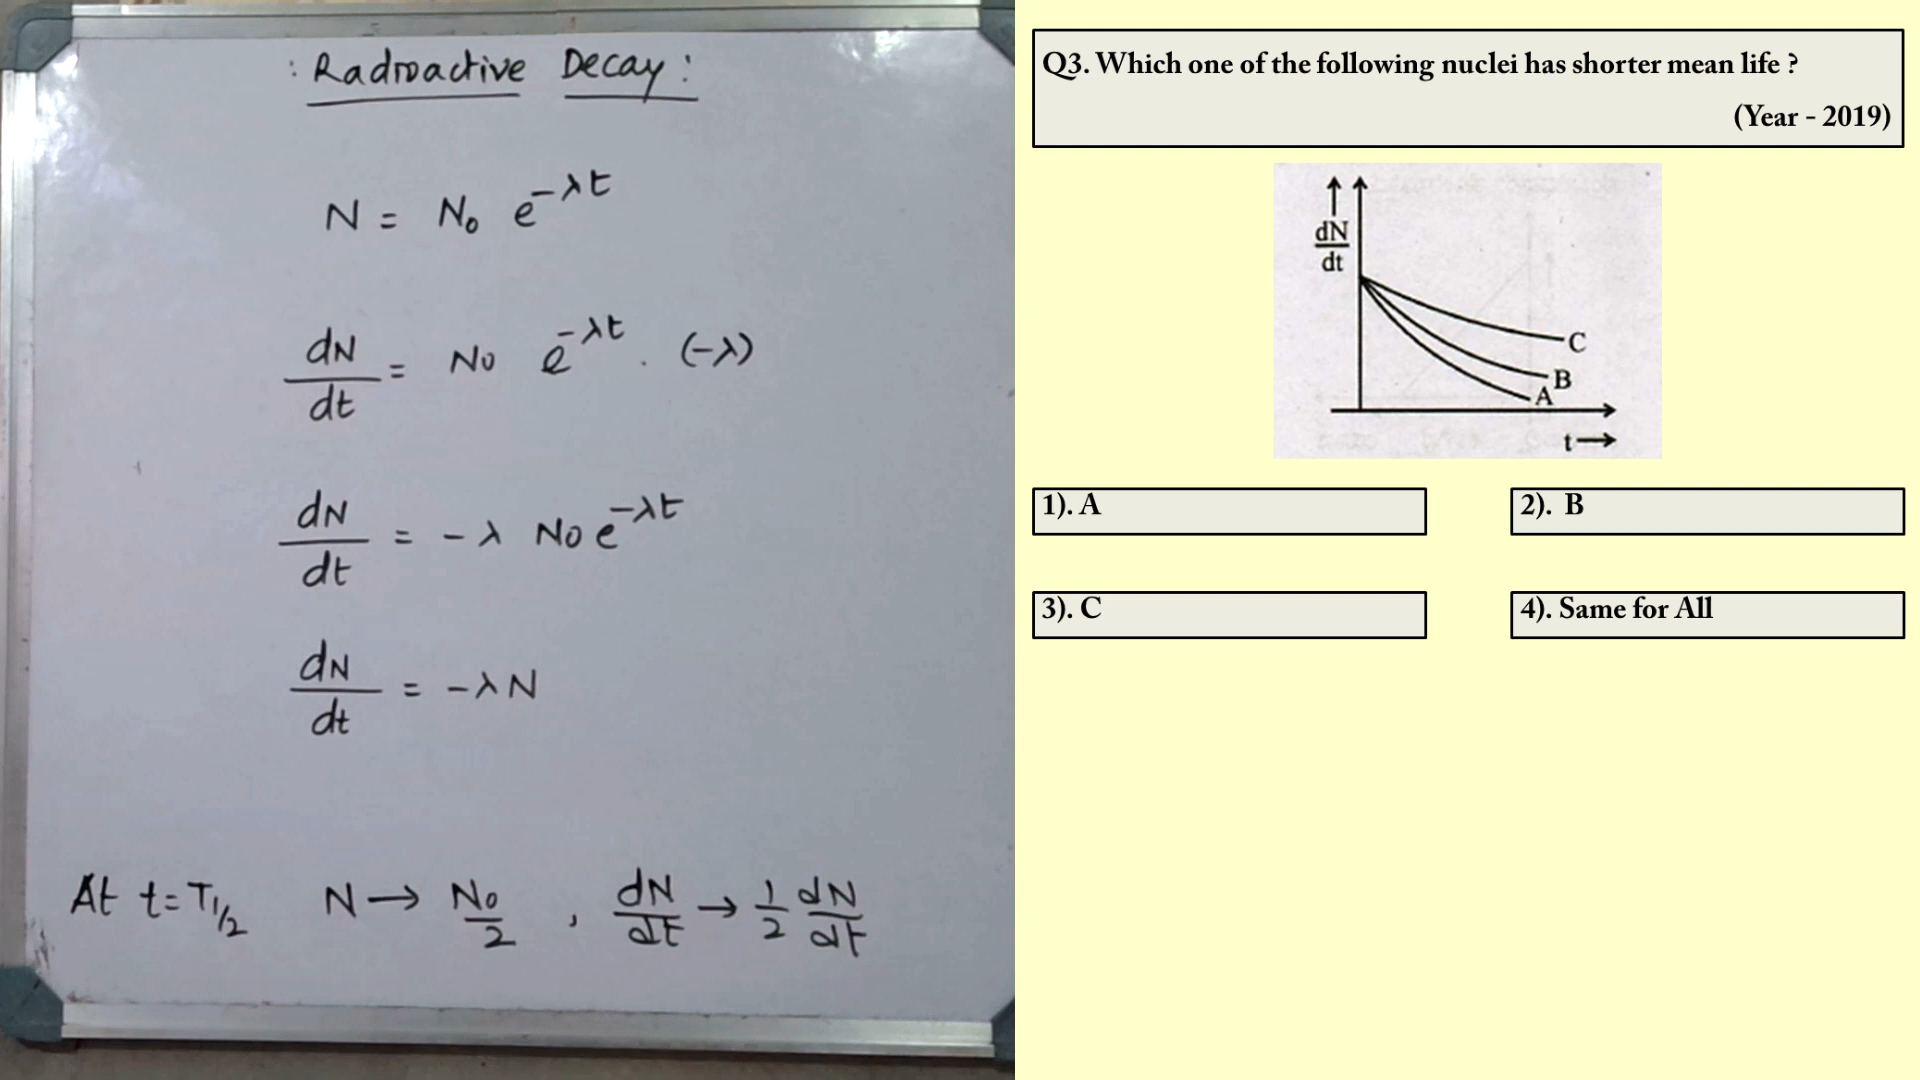 : Radioactive Decay :
N = N₀ e^{-λt}
dN/dt = N₀ e^{-λt} . (-λ)
dN/dt = -λ N₀ e^{-λt}
dN/dt = -λN
At t = T_{1/2} N → N₀/2 , dN/dt → 1/2 dN/dt
Q3. Which one of the following nuclei has shorter mean life ?
(Year - 2019)
dN/dt
C
B
A
t
1). A
2). B
3). C
4). Same for All